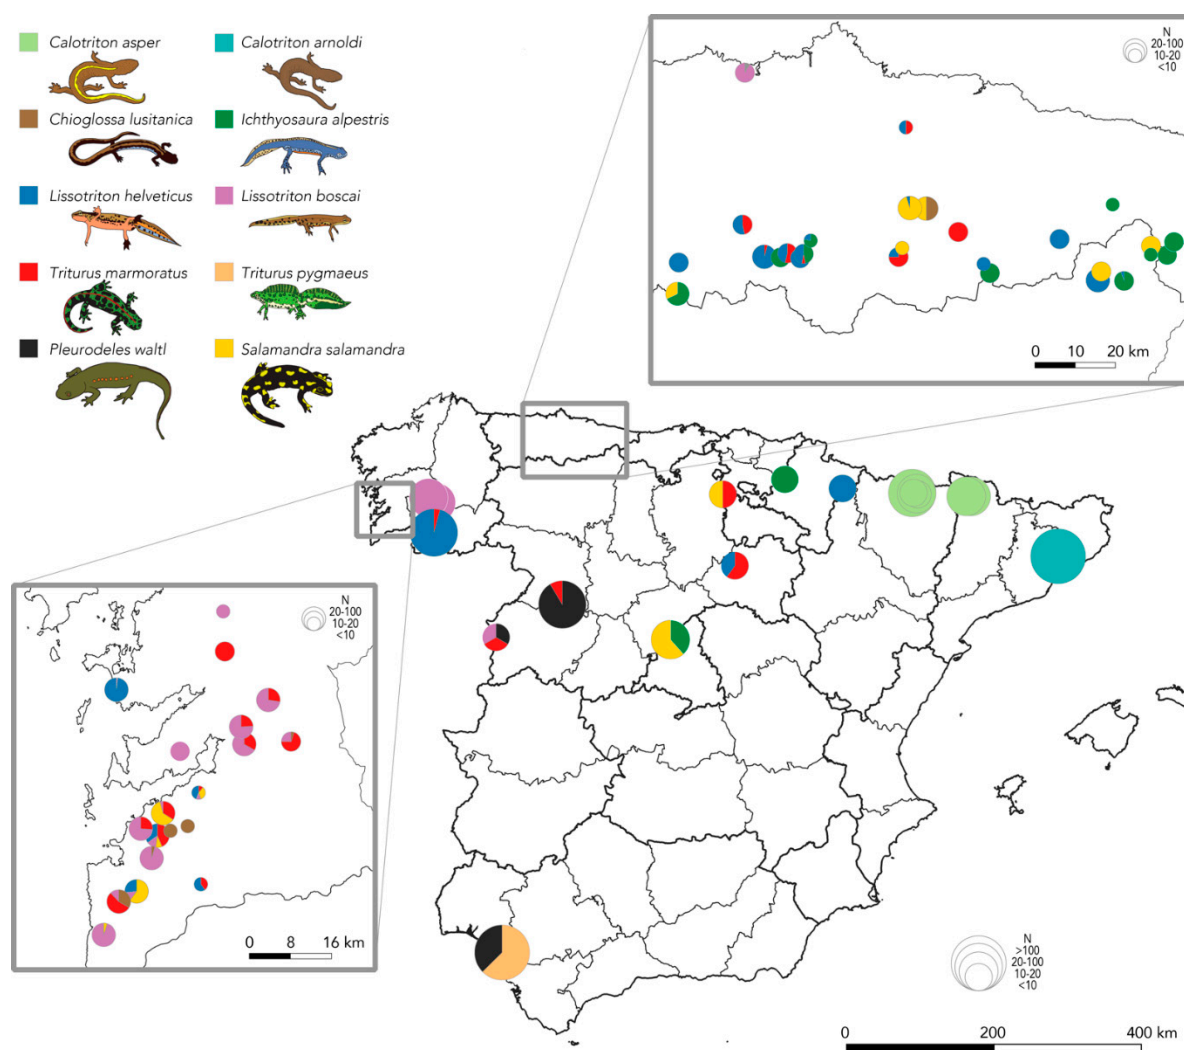 Calotriton asper
Calotriton arnoldi
Chioglossa lusitanica
Ichthyosaura alpestris
Lissotriton helveticus
Lissotriton boscai
Triturus marmoratus
Triturus pygmaeus
Pleurodeles waltl
Salamandra salamandra
N
20-100
10-20
<10
0 10 20 km
N
20-100
10-20
<10
0 8 16 km
N
>100
20-100
10-20
<10
0 200 400 km